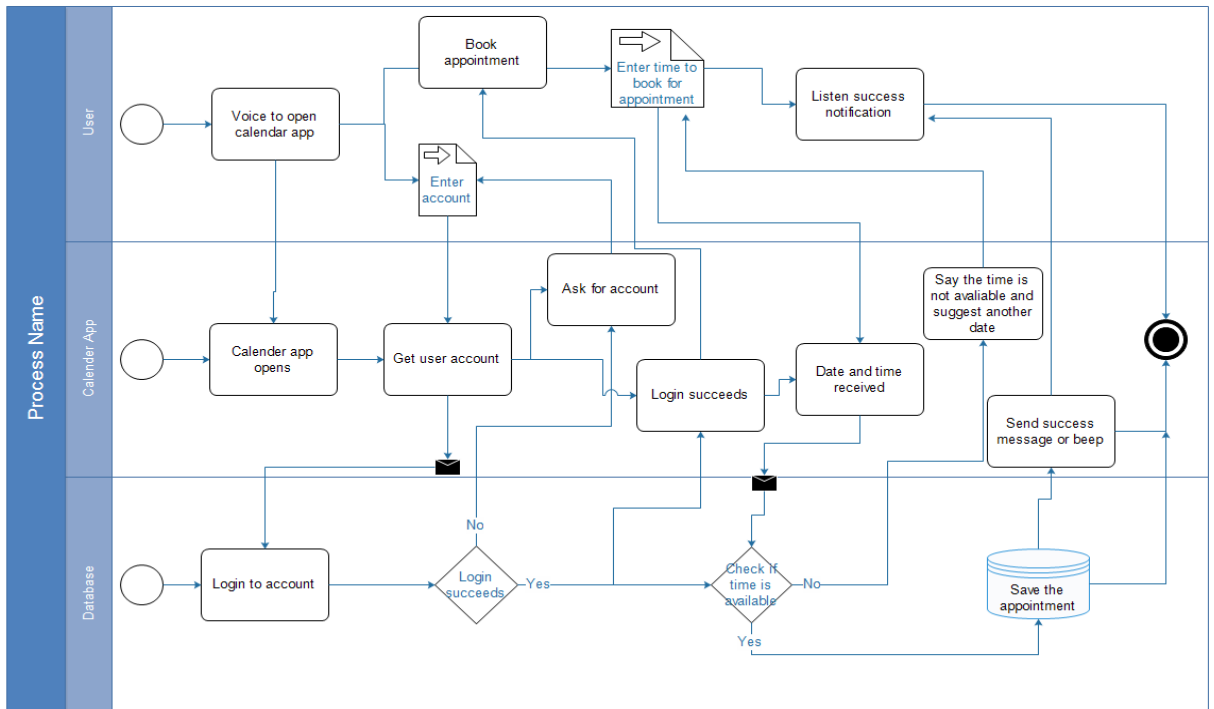 Process Name
User
Book
appointment
Enter time to
book for
appointment
Listen success
notification
Voice to open
calendar app
Enter
account
Calender App
Ask for account
Say the time is
not avaliable and
suggest another
date
Calender app
opens
Get user account
Login succeeds
Date and time
received
Send success
message or beep
Database
No
Login to account
Login
succeeds
Yes
Check If
time is
available
No
Yes
Save the
appointment